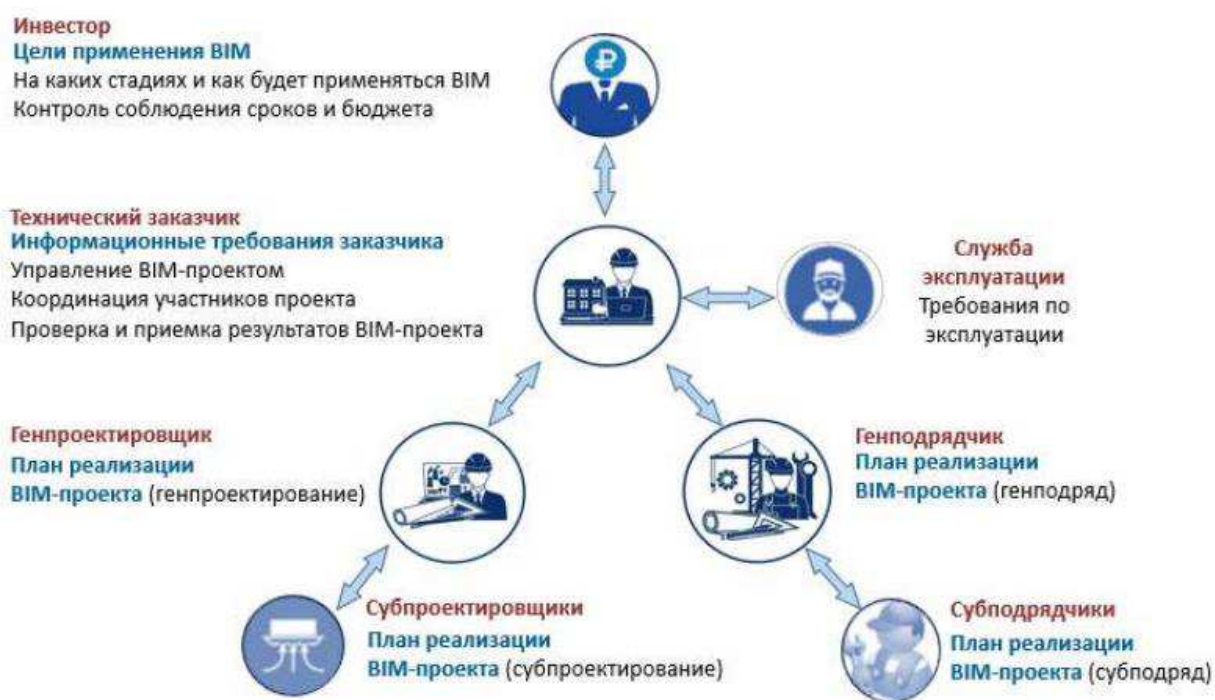 Инвестор
Цели применения BIM
На каких стадиях и как будет применяться BIM
Контроль соблюдения сроков и бюджета
₽
Технический заказчик
Информационные требования заказчика
Управление BIM-проектом
Координация участников проекта
Проверка и приемка результатов BIM-проекта
Служба
эксплуатации
Требования по
эксплуатации
Генпроектировщик
План реализации
BIM-проекта (генпроектирование)
Генподрядчик
План реализации
BIM-проекта (генподряд)
Субпроектировщики
План реализации
BIM-проекта (субпроектирование)
Субподрядчики
План реализации
BIM-проекта (субподряд)